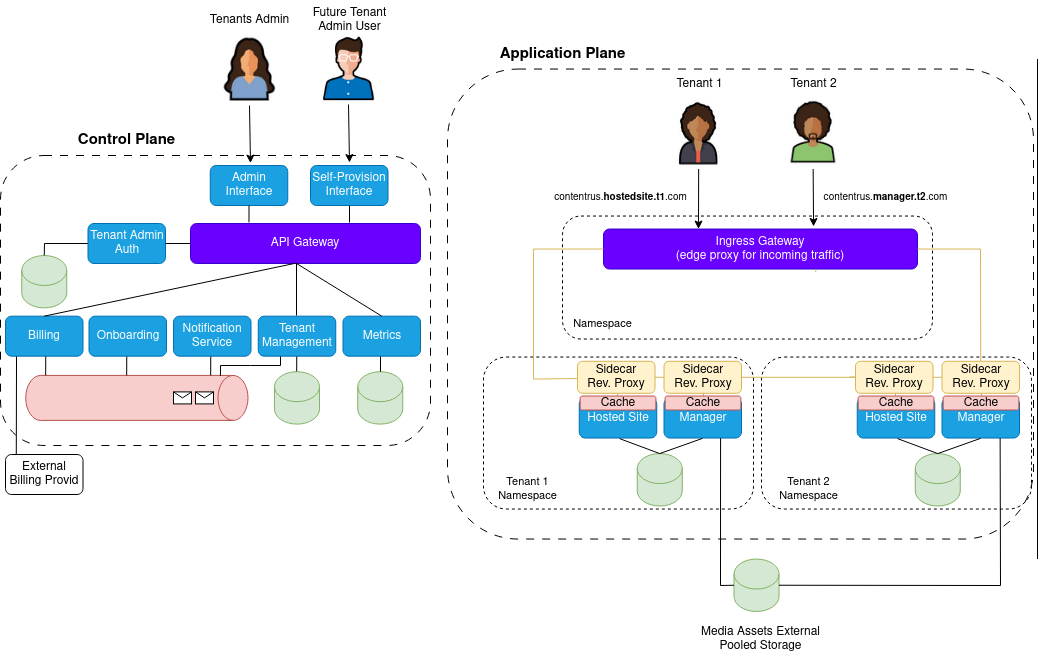 Tenants Admin
Future Tenant
Admin User
Control Plane
Admin
Interface
Self-Provision
Interface
Tenant Admin
Auth
API Gateway
Billing
Onboarding
Notification
Service
Tenant
Management
Metrics
External
Billing Provid
Application Plane
Tenant 1
Tenant 2
contentrus.hostedsite.t1.com
contentrus.manager.t2.com
Ingress Gateway
(edge proxy for incoming traffic)
Namespace
Sidecar
Rev. Proxy
Cache
Hosted Site
Sidecar
Rev. Proxy
Cache
Manager
Tenant 1
Namespace
Sidecar
Rev. Proxy
Cache
Hosted Site
Sidecar
Rev. Proxy
Cache
Manager
Tenant 2
Namespace
Media Assets External
Pooled Storage